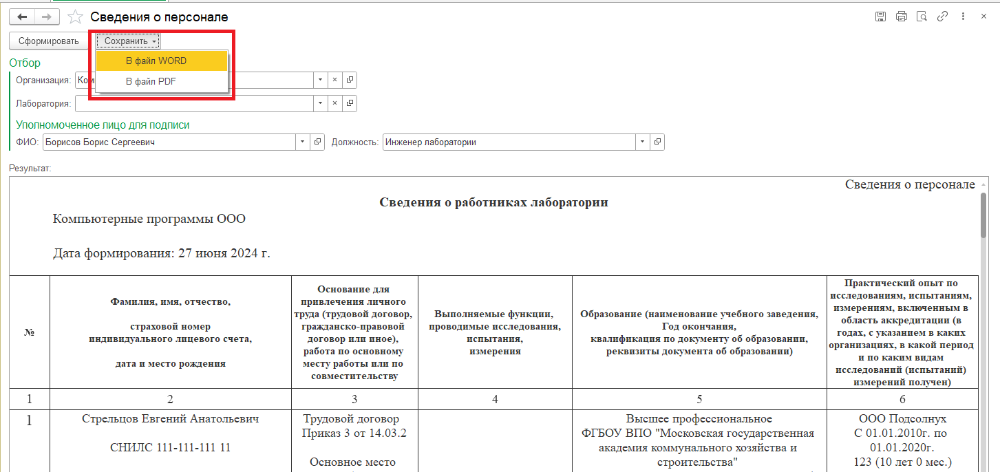 Сведения о персонале
Сформировать
Сохранить
В файл WORD
В файл PDF
Отбор
Организация:
Лаборатория:
Уполномоченное лицо для подписи
ФИО: Борисов Борис Сергеевич Должность: Инженер лаборатории
Результат:
Сведения о персонале
Сведения о работниках лаборатории
Компьютерные программы ООО
Дата формирования: 27 июня 2024 г.
№
Фамилия, имя, отчество,
страховой номер
индивидуального лицевого счета,
дата и место рождения
Основание для
привлечения личного
труда (трудовой договор,
гражданско-правовой
договор или иное),
работа по основному
месту работы или по
совместительству
Выполняемые функции,
проводимые исследования,
испытания,
измерения
Образование (наименование учебного заведения,
Год окончания,
квалификация по документу об образовании,
реквизиты документа об образовании)
Практический опыт по
исследованиям, испытаниям,
измерениям, включенным в
область аккредитации (в
годах, с указанием в каких
организациях, в какой период
и по каким видам
исследований (испытаний)
измерений получен)
1 2 3 4 5 6
1
Стрельцов Евгений Анатольевич
СНИЛС 111-111-111 11
Трудовой договор
Приказ 3 от 14.03.2
Основное место
Высшее профессиональное
ФГБОУ ВПО "Московская государственная
академия коммунального хозяйства и
строительства"
ООО Подсолнух
С 01.01.2010г. по
01.01.2020г.
123 (10 лет 0 мес.)